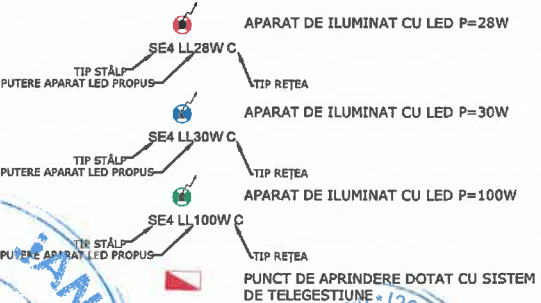 APARAT DE ILUMINAT CU LED P=28W
SE4 LL28W C
TIP STÂLP
PUTERE APARAT LED PROPUS
TIP REȚEA
APARAT DE ILUMINAT CU LED P=30W
SE4 LL30W C
TIP STÂLP
PUTERE APARAT LED PROPUS
TIP REȚEA
APARAT DE ILUMINAT CU LED P=100W
SE4 LL100W C
TIP STÂLP
PUTERE APARAT LED PROPUS
TIP REȚEA
PUNCT DE APRINDERE DOTAT CU SISTEM
DE TELEGESTIUNE